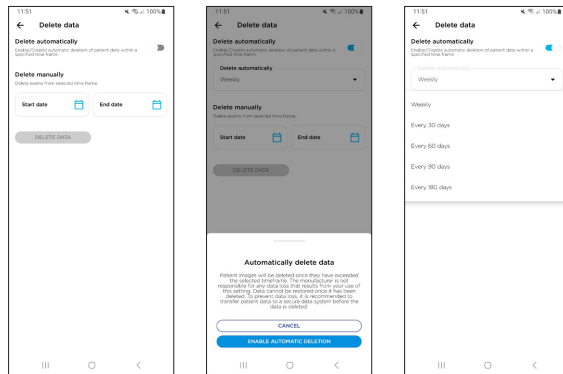 11:51
100%
Delete data
Delete automatically
Enable/Disable automatic deletion of patient data within a
specified time frame.
Delete manually
Delete exams from selected time frame.
Start date
End date
DELETE DATA
11:51
100%
Delete data
Delete automatically
Enable/Disable automatic deletion of patient data within a
specified time frame.
Delete automatically
Weekly
Delete manually
Delete exams from selected time frame.
Start date
End date
DELETE DATA
Automatically delete data
Patient images will be deleted once they have exceeded
the selected timeframe. The manufacturer is not
responsible for any data loss that results from your use of
this setting. Data cannot be restored once it has been
deleted. To prevent data loss, it is recommended to
transfer patient data to a secure data system before the
data is deleted.
CANCEL
ENABLE AUTOMATIC DELETION
11:51
100%
Delete data
Delete automatically
Enable/Disable automatic deletion of patient data within a
specified time frame.
Delete automatically
Weekly
Weekly
Every 30 days
Every 60 days
Every 90 days
Every 180 days